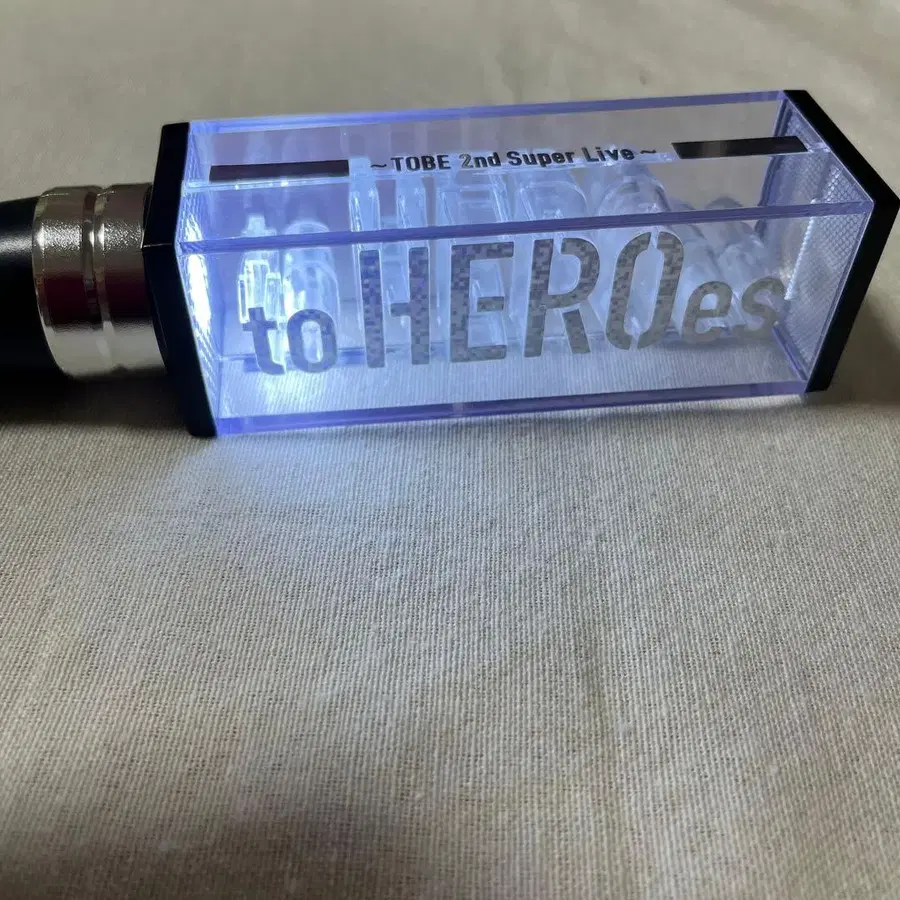 ~TOBE 2nd Super Live~
to HEROes